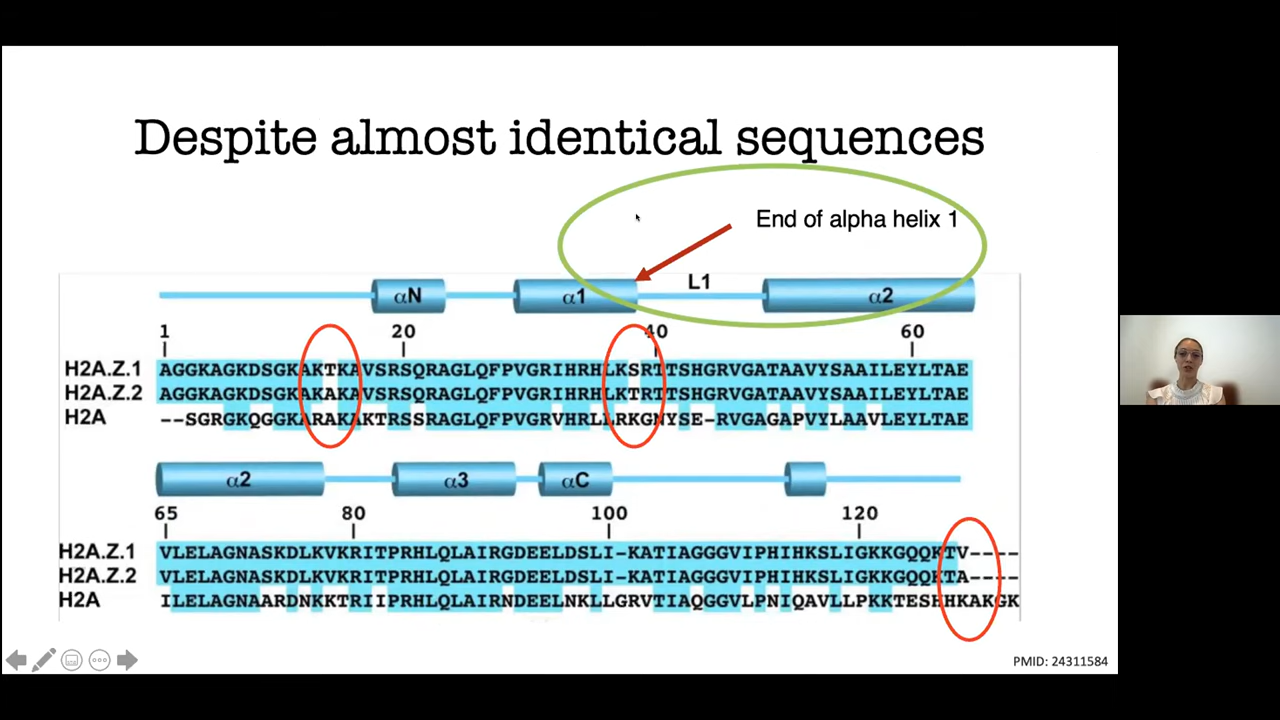 Despite almost identical sequences
End of alpha helix 1
αN α1 L1 α2
1 20 40 60
H2A.Z.1 AGGKAGKDSGKAKTKAVSRSQRAGLQFPVGRIHRHLKSRTTSHGRVGATAAVYSAAILEYLTAE
H2A.Z.2 AGGKAGKDSGKAKAKAVSRSQRAGLQFPVGRIHRHLKTRTTSHGRVGATAAVYSAAILEYLTAE
H2A --SGRGKQGGKARAKAKTRSSRAGLQFPVGRVHRLLRKGNYSE-RVGAGAPVYLAAVLEYLTAE
α2 α3 αC
65 80 100 120
H2A.Z.1 VLELAGNASKDLKVKRITPRHLQLAIRGDEELDSLI-KATIAGGGVIPHIHKSLIGKKGQQKTV----
H2A.Z.2 VLELAGNASKDLKVKRITPRHLQLAIRGDEELDSLI-KATIAGGGVIPHIHKSLIGKKGQQKTA----
H2A ILELAGNAARDNKKTRIIPRHLQLAIRNDEELNKLLGRVTIAQGGVLPNIQAVLLPKKTESHHKAKGK
PMID: 24311584